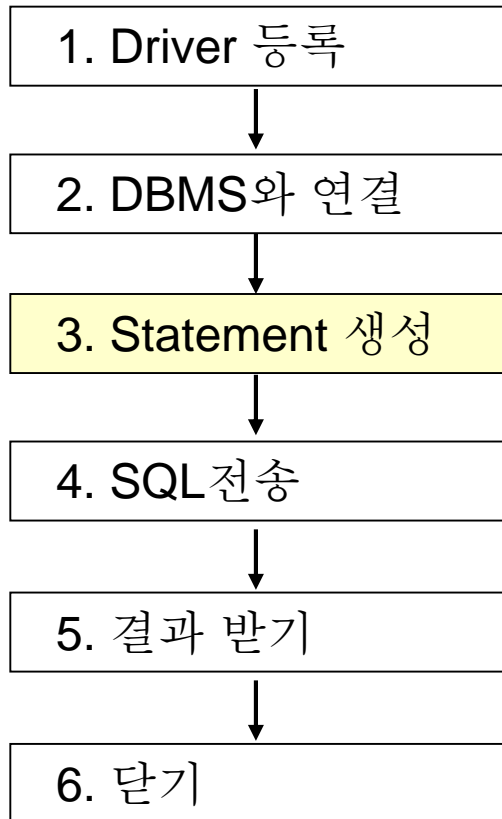 1. Driver 등록
2. DBMS와 연결
3. Statement 생성
4. SQL전송
5. 결과 받기
6. 닫기